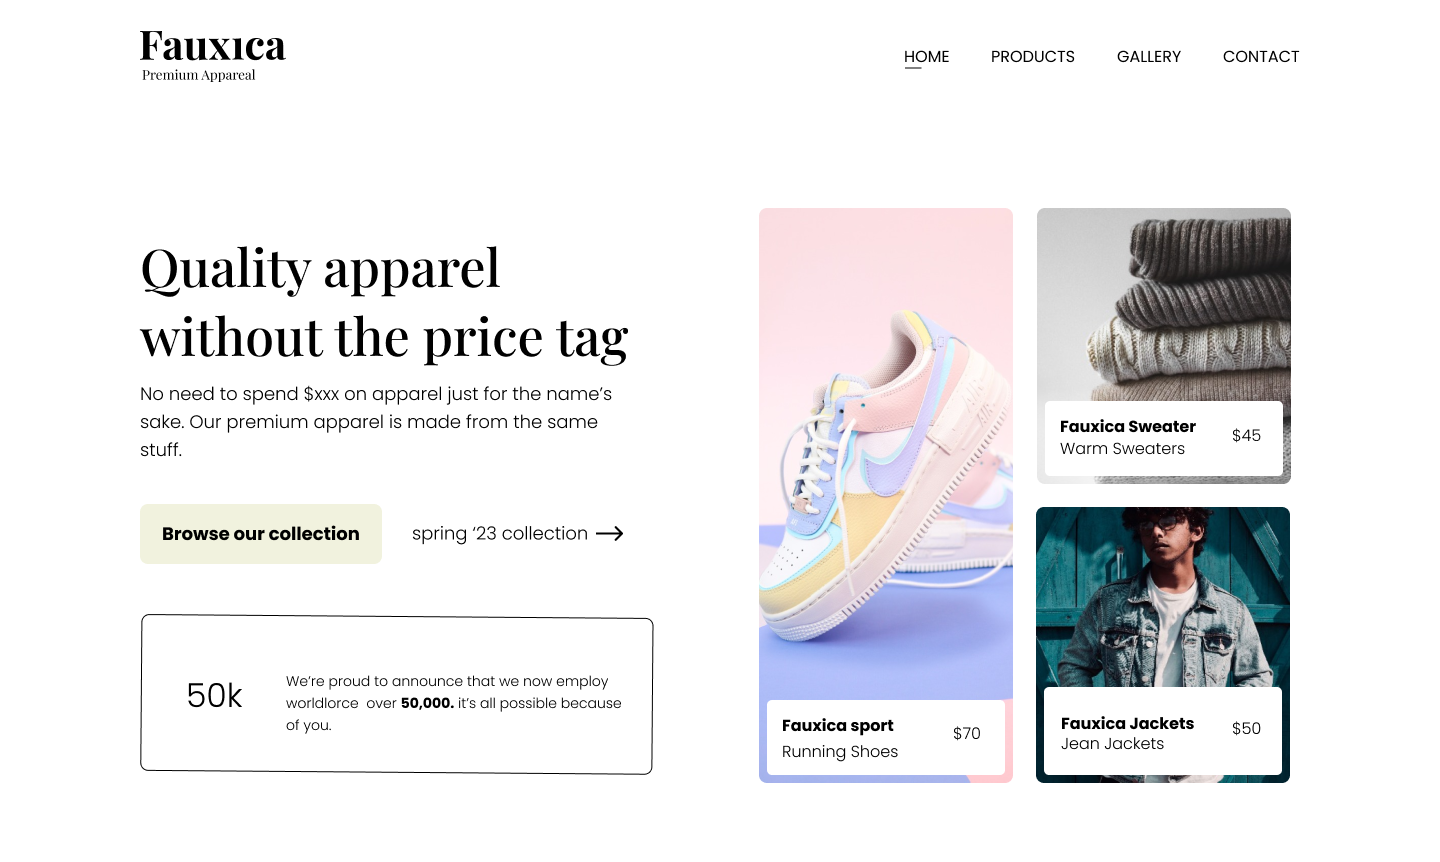 Fauxıca
Premium Appareal
HOME
PRODUCTS
GALLERY
CONTACT
Quality apparel
without the price tag
No need to spend $xxx on apparel just for the name’s
sake. Our premium apparel is made from the same
stuff.
Browse our collection
spring ‘23 collection
50k
We’re proud to announce that we now employ
worldlorce over 50,000. it’s all possible because
of you.
Fauxica sport
Running Shoes
$70
Fauxica Sweater
Warm Sweaters
$45
Fauxica Jackets
Jean Jackets
$50
AIR